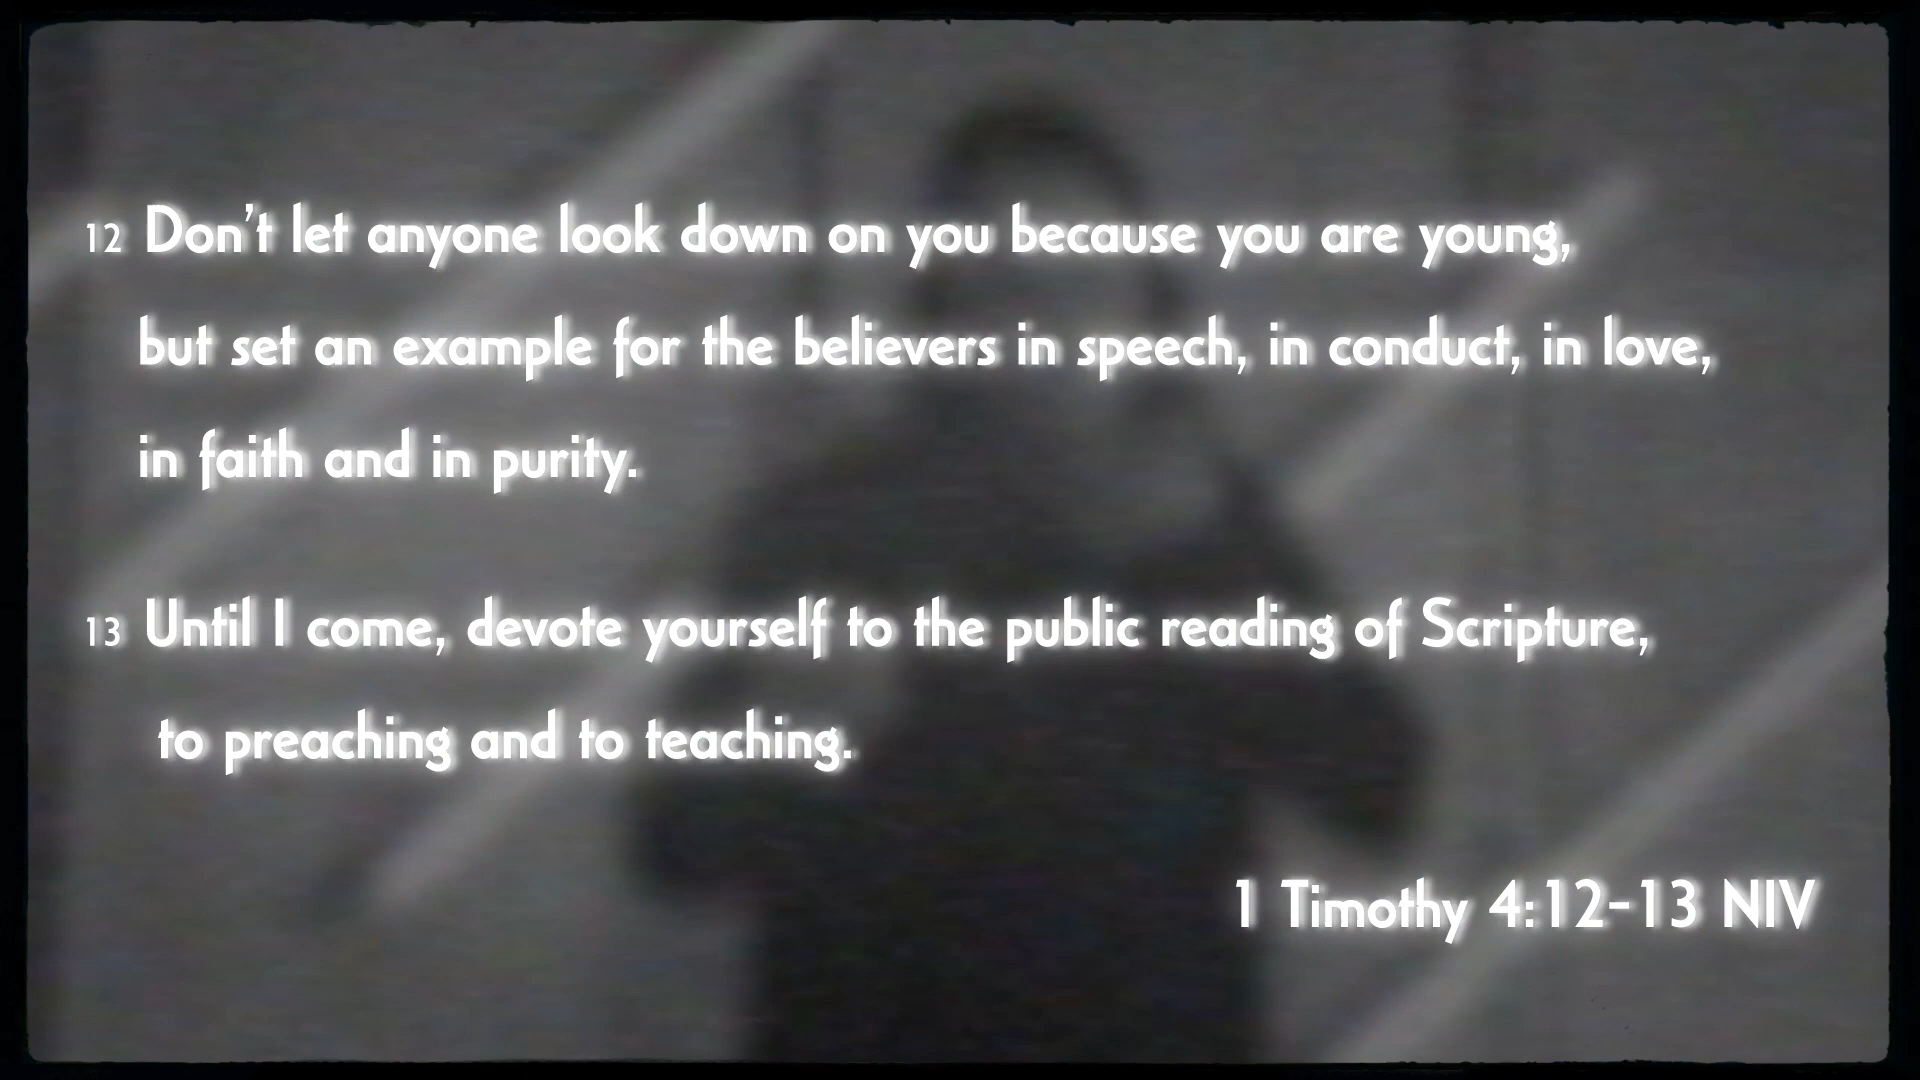 12 Don’t let anyone look down on you because you are young,
but set an example for the believers in speech, in conduct, in love,
in faith and in purity.
13 Until I come, devote yourself to the public reading of Scripture,
to preaching and to teaching.
1 Timothy 4:12-13 NIV